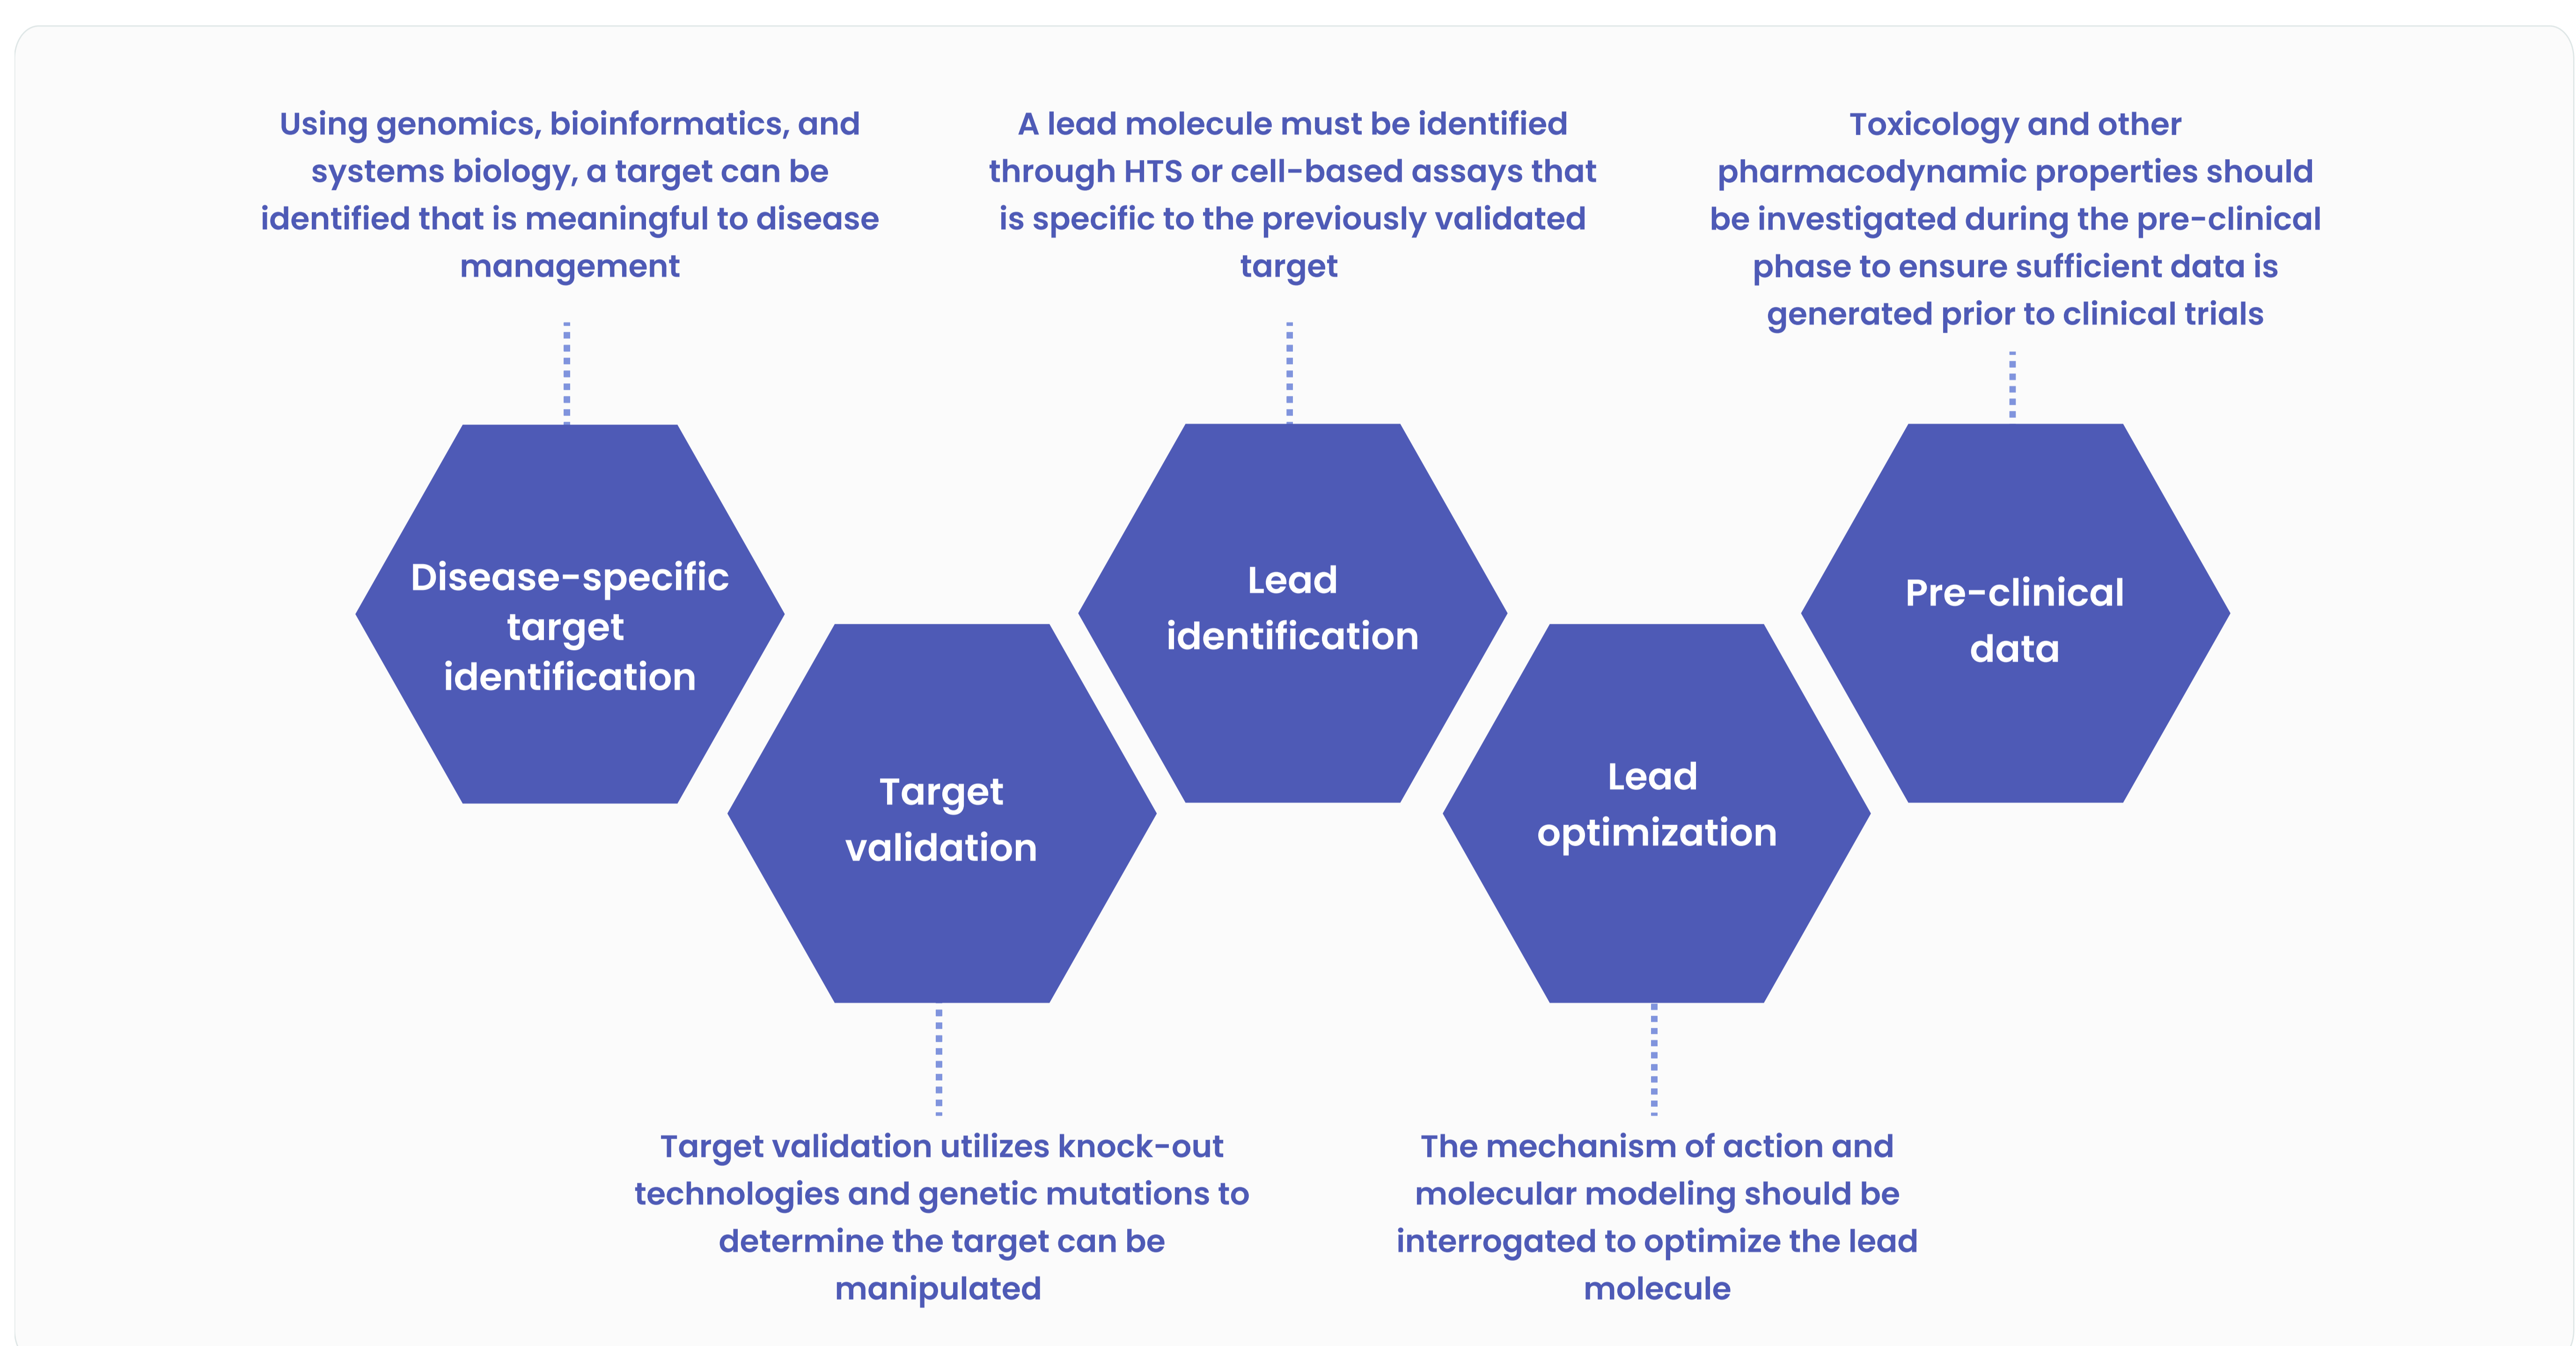 Using genomics, bioinformatics, and
systems biology, a target can be
identified that is meaningful to disease
management
A lead molecule must be identified
through HTS or cell-based assays that
is specific to the previously validated
target
Toxicology and other
pharmacodynamic properties should
be investigated during the pre-clinical
phase to ensure sufficient data is
generated prior to clinical trials
Disease-specific
target
identification
Target
validation
Lead
identification
Lead
optimization
Pre-clinical
data
Target validation utilizes knock-out
technologies and genetic mutations to
determine the target can be
manipulated
The mechanism of action and
molecular modeling should be
interrogated to optimize the lead
molecule